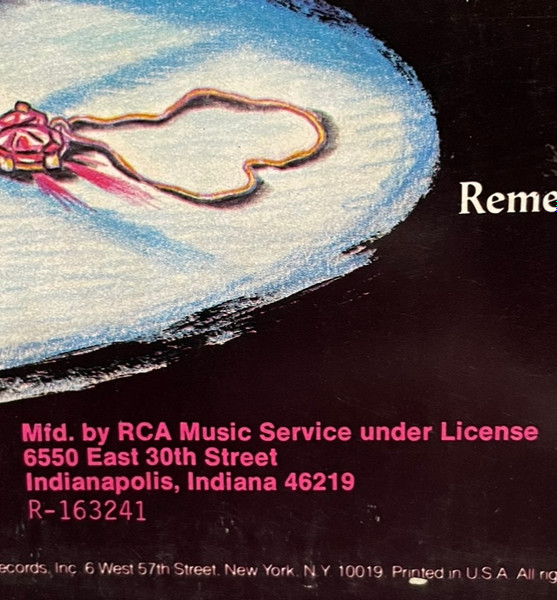 Reme
Mfd. by RCA Music Service under License
6550 East 30th Street
Indianapolis, Indiana 46219
R-163241
ecords, Inc. 6 West 57th Street, New York, N.Y. 10019. Printed in U.S.A. All rig